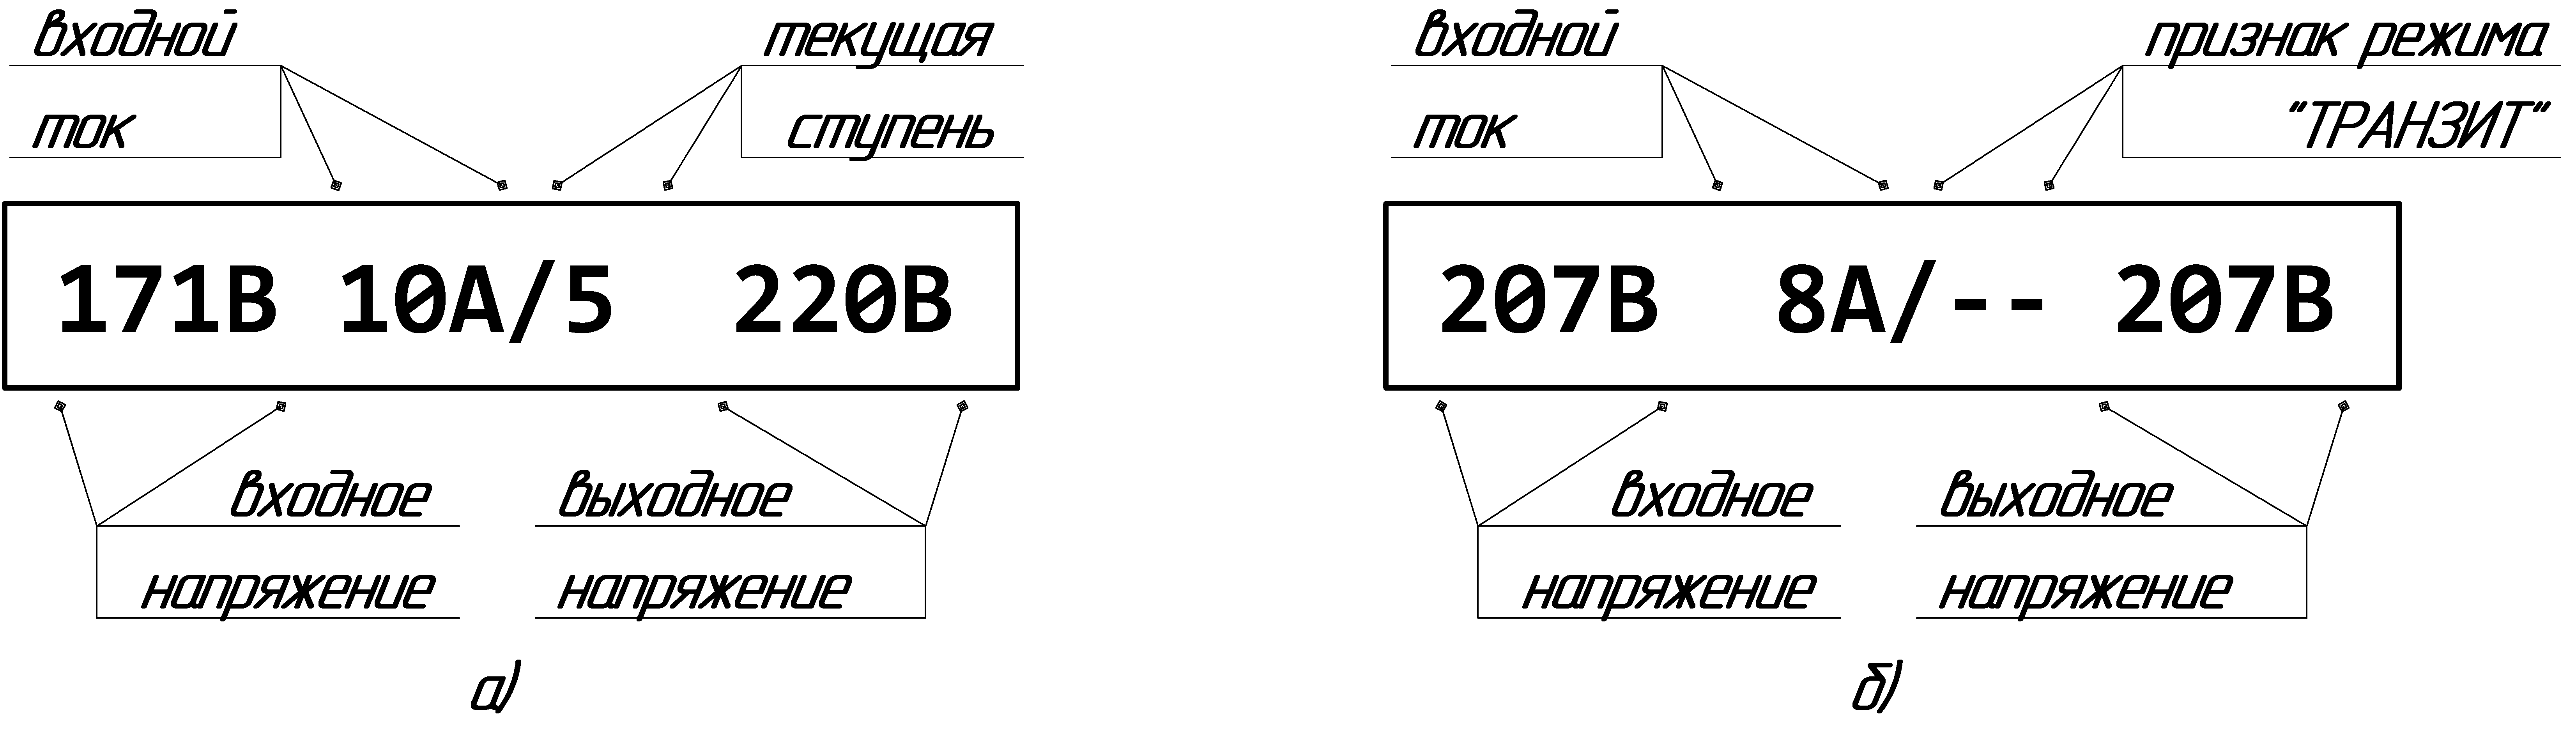 входной
ток
текущая
ступень
171В 10А/5 220В
входное
напряжение
выходное
напряжение
а)
входной
ток
признак режима
"ТРАНЗИТ"
207В 8А/-- 207В
входное
напряжение
выходное
напряжение
б)